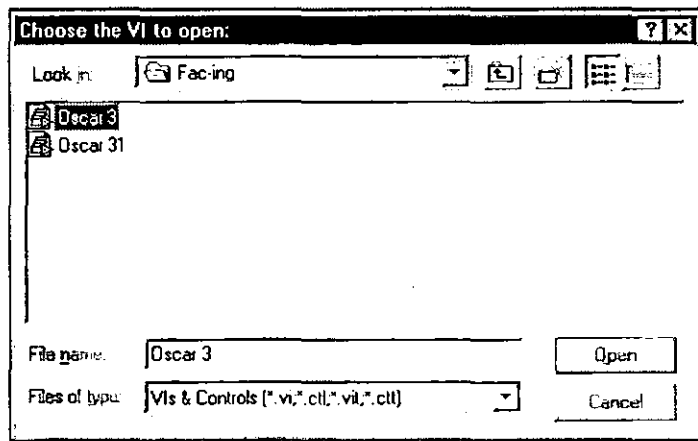 Choose the VI to open:
Look in: Fac-ing
Oscar 3
Oscar 31
File name: Oscar 3 Open
Files of type: VIs & Controls (*.vi;*.ctl;*.vit;*.ctt) Cancel